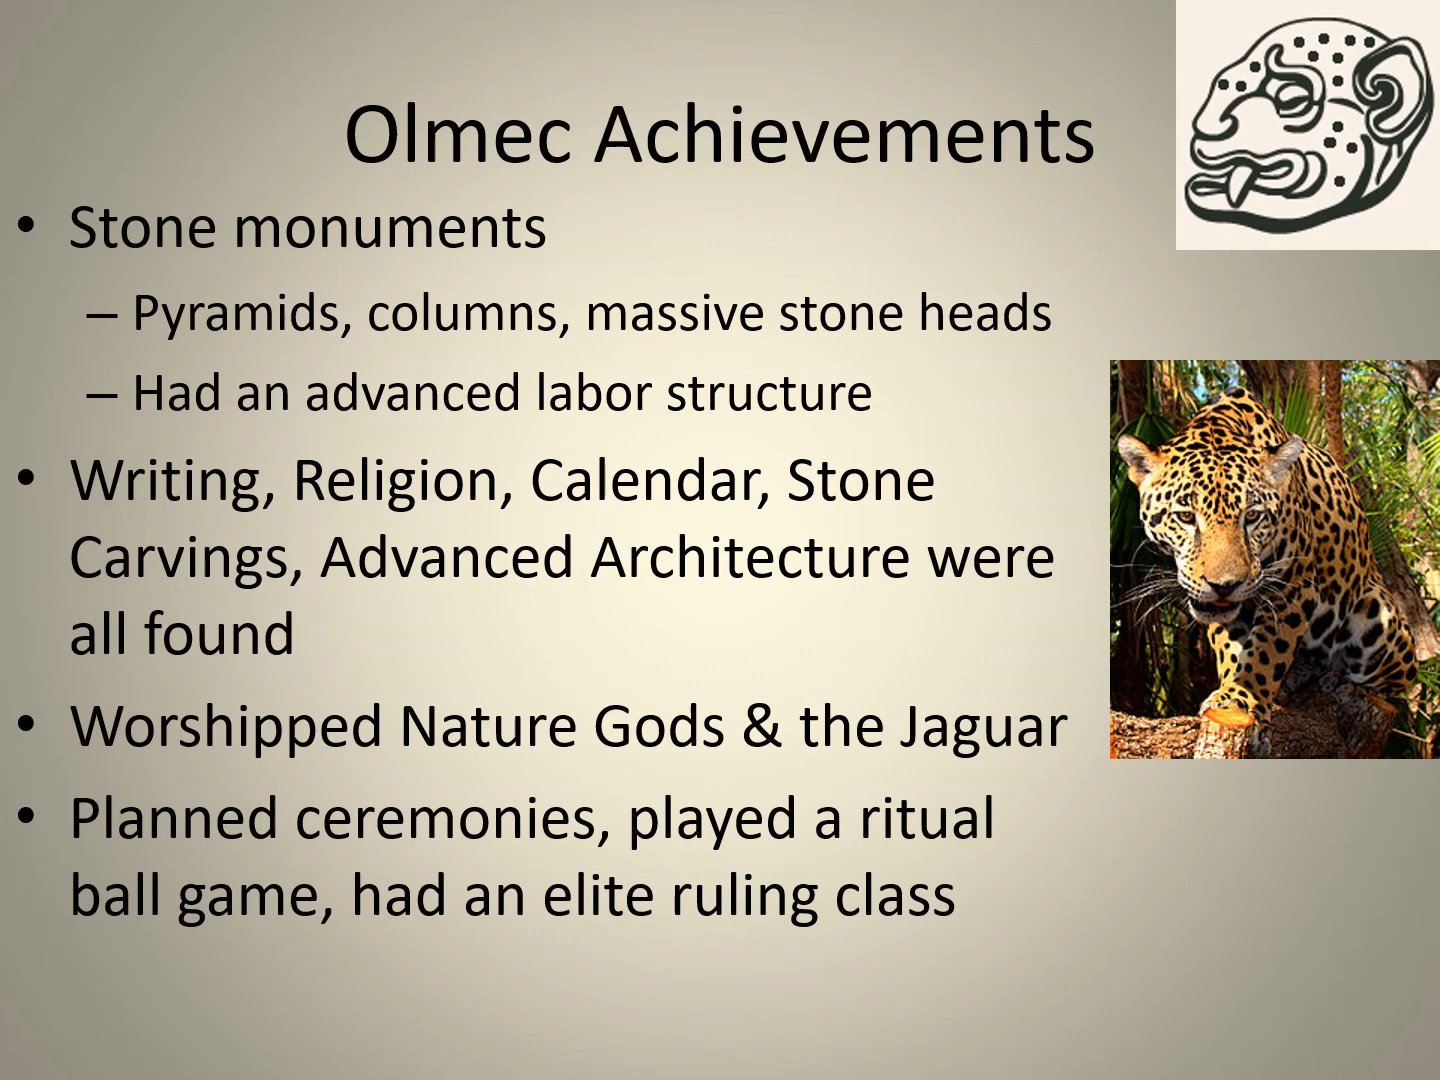 Olmec Achievements
• Stone monuments
– Pyramids, columns, massive stone heads
– Had an advanced labor structure
• Writing, Religion, Calendar, Stone
Carvings, Advanced Architecture were
all found
• Worshipped Nature Gods & the Jaguar
• Planned ceremonies, played a ritual
ball game, had an elite ruling class